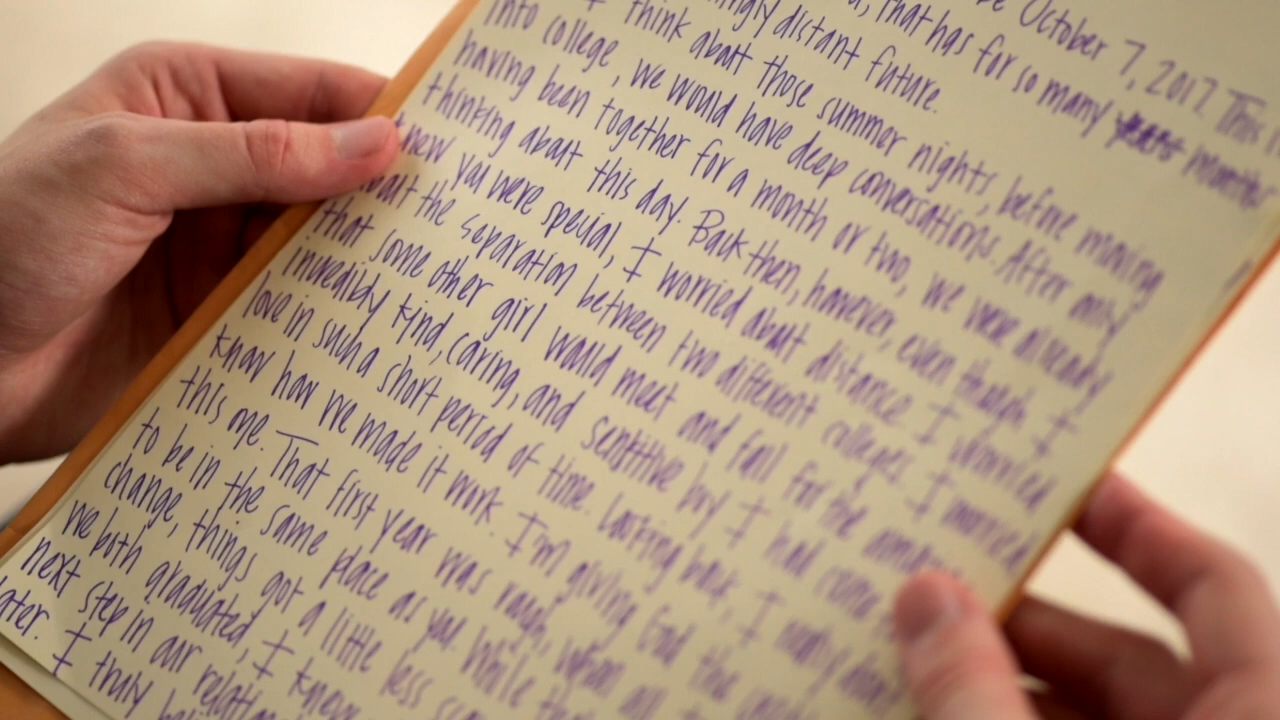 October 7, 2017 This
that has for so many months
distant future.
I think about those summer nights, before moving
into college, we would have deep conversations. After only
having been together for a month or two, we were already
thinking about this day. Back then, however, even though I
knew you were special, I worried about distance. I worried
about the separation between two different colleges. I worried
that some other girl would meet and fall for the
incredibly kind, caring, and sensitive boy I had come
love in such a short period of time. Looking back I really don't
know how we made it work. I'm giving God the
this one. That first year was rough, when all
to be in the same place as you. While
change, things got a little less
we both graduated, I knew
next step in our
later. I truly